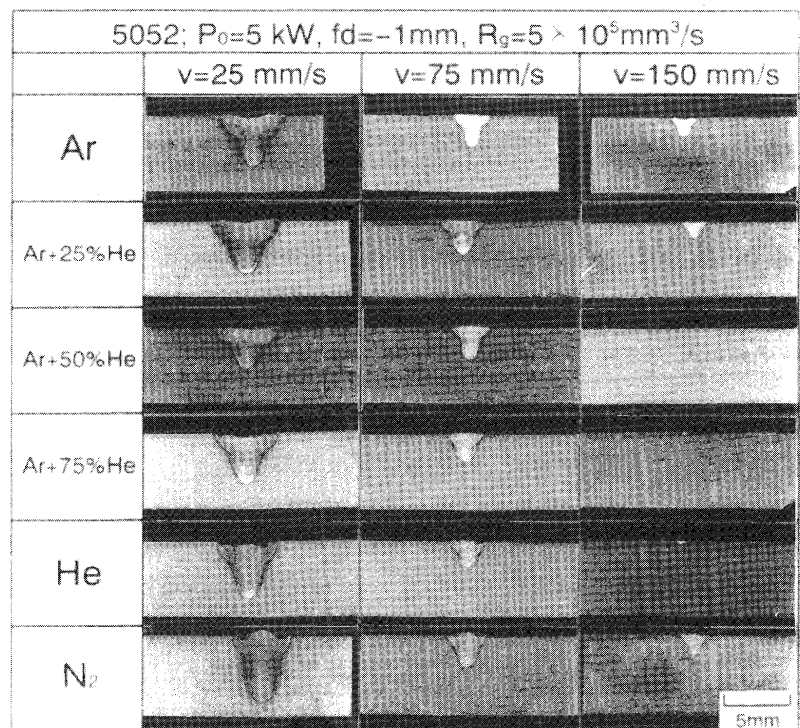 5052; P₀=5 kW, fd=-1mm, Rg=5 × 10⁵mm³/s
v=25 mm/s v=75 mm/s v=150 mm/s
Ar
Ar+25%He
Ar+50%He
Ar+75%He
He
N₂
5mm